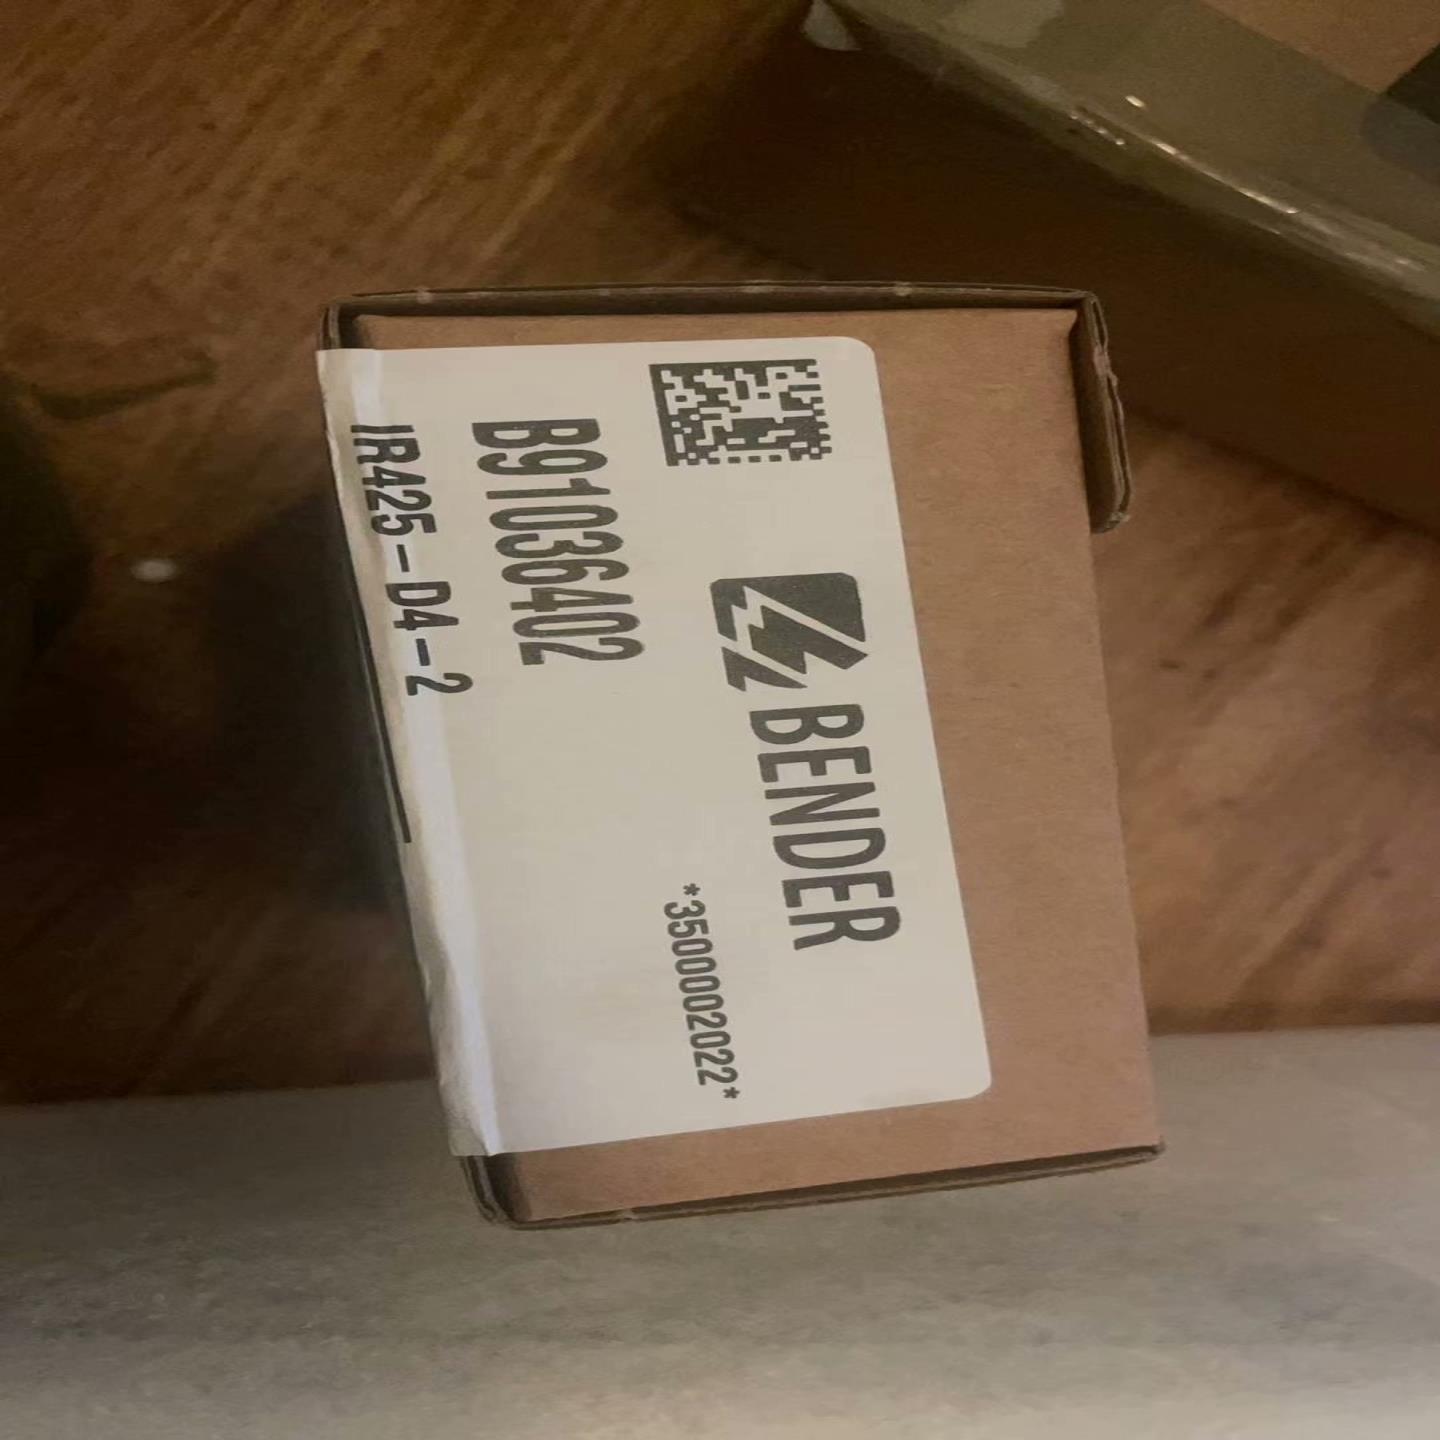 BENDER
*3500002022*
B91036402
IR425-D4-2